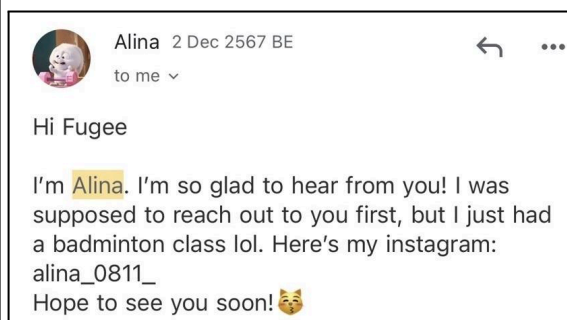 Alina 2 Dec 2567 BE
to me
Hi Fugee
I'm Alina. I'm so glad to hear from you! I was
supposed to reach out to you first, but I just had
a badminton class lol. Here's my instagram:
alina_0811_
Hope to see you soon!😽